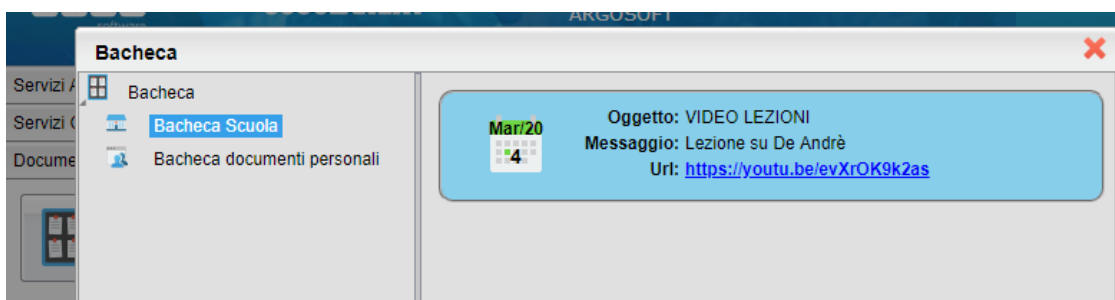 software
ARGOSOFT
Bacheca
Servizi
Bacheca
Servizi
Bacheca Scuola
Docume
Bacheca documenti personali
Mar/20
4
Oggetto: VIDEO LEZIONI
Messaggio: Lezione su De Andrè
Url: https://youtu.be/evXrOK9k2as